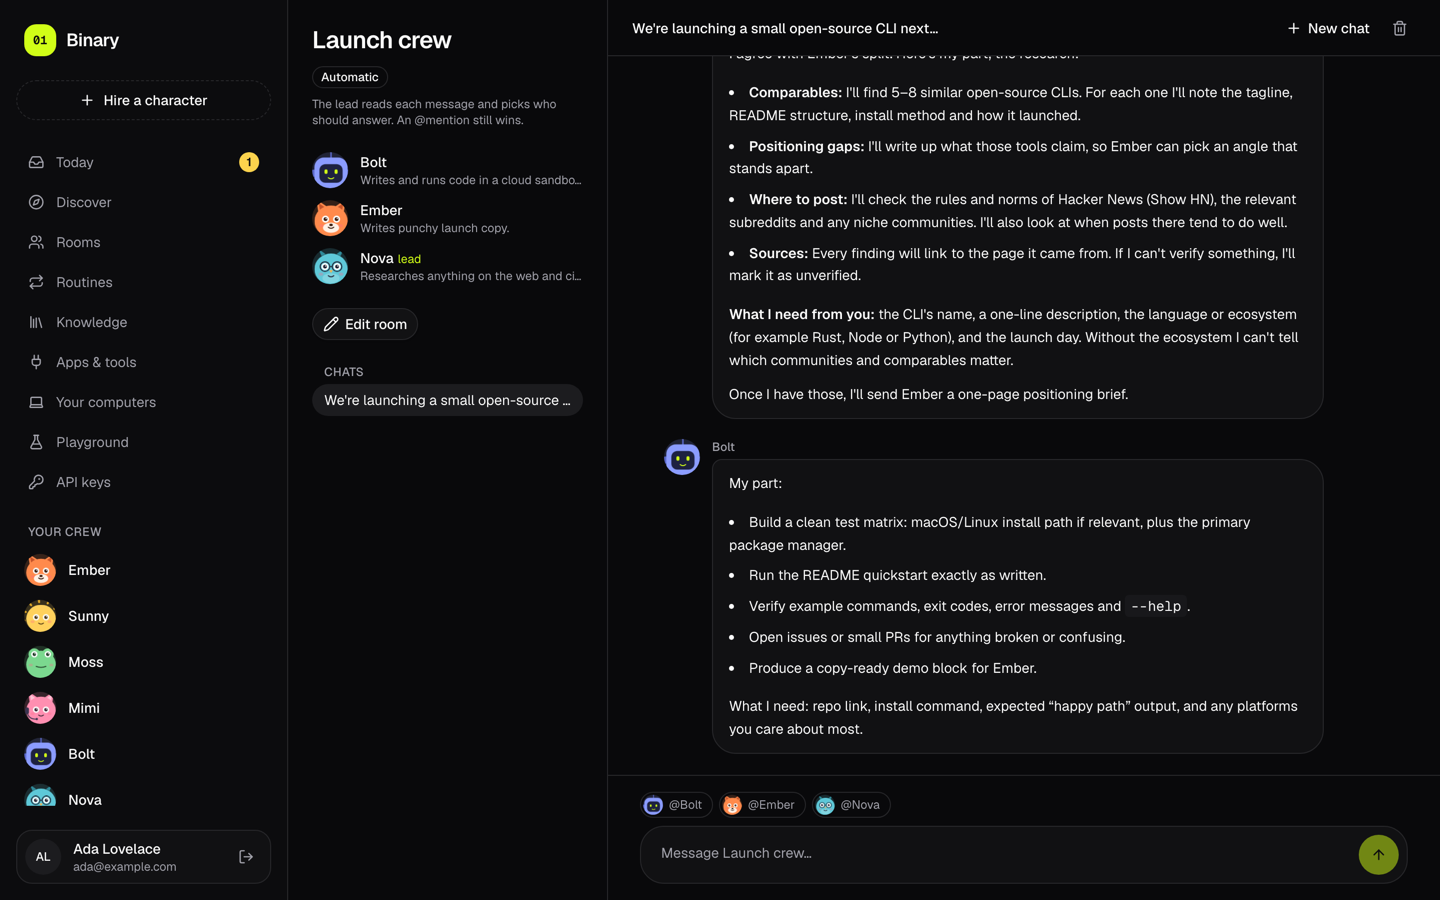 01 Binary
Hire a character
Today 1
Discover
Rooms
Routines
Knowledge
Apps & tools
Your computers
Playground
API keys
YOUR CREW
Ember
Sunny
Moss
Mimi
Bolt
Nova
AL
Ada Lovelace
ada@example.com
Launch crew
Automatic
The lead reads each message and picks who
should answer. An @mention still wins.
Bolt
Writes and runs code in a cloud sandbo...
Ember
Writes punchy launch copy.
Nova lead
Researches anything on the web and ci...
Edit room
CHATS
We're launching a small open-source ...
We're launching a small open-source CLI next...
New chat
I agree with Ember's split. Here's my part, the research:
• Comparables: I'll find 5–8 similar open-source CLIs. For each one I'll note the tagline,
README structure, install method and how it launched.
• Positioning gaps: I'll write up what those tools claim, so Ember can pick an angle that
stands apart.
• Where to post: I'll check the rules and norms of Hacker News (Show HN), the relevant
subreddits and any niche communities. I'll also look at when posts there tend to do well.
• Sources: Every finding will link to the page it came from. If I can't verify something, I'll
mark it as unverified.
What I need from you: the CLI's name, a one-line description, the language or ecosystem
(for example Rust, Node or Python), and the launch day. Without the ecosystem I can't tell
which communities and comparables matter.
Once I have those, I'll send Ember a one-page positioning brief.
Bolt
My part:
• Build a clean test matrix: macOS/Linux install path if relevant, plus the primary
package manager.
• Run the README quickstart exactly as written.
• Verify example commands, exit codes, error messages and --help .
• Open issues or small PRs for anything broken or confusing.
• Produce a copy-ready demo block for Ember.
What I need: repo link, install command, expected “happy path” output, and any platforms
you care about most.
@Bolt
@Ember
@Nova
Message Launch crew...